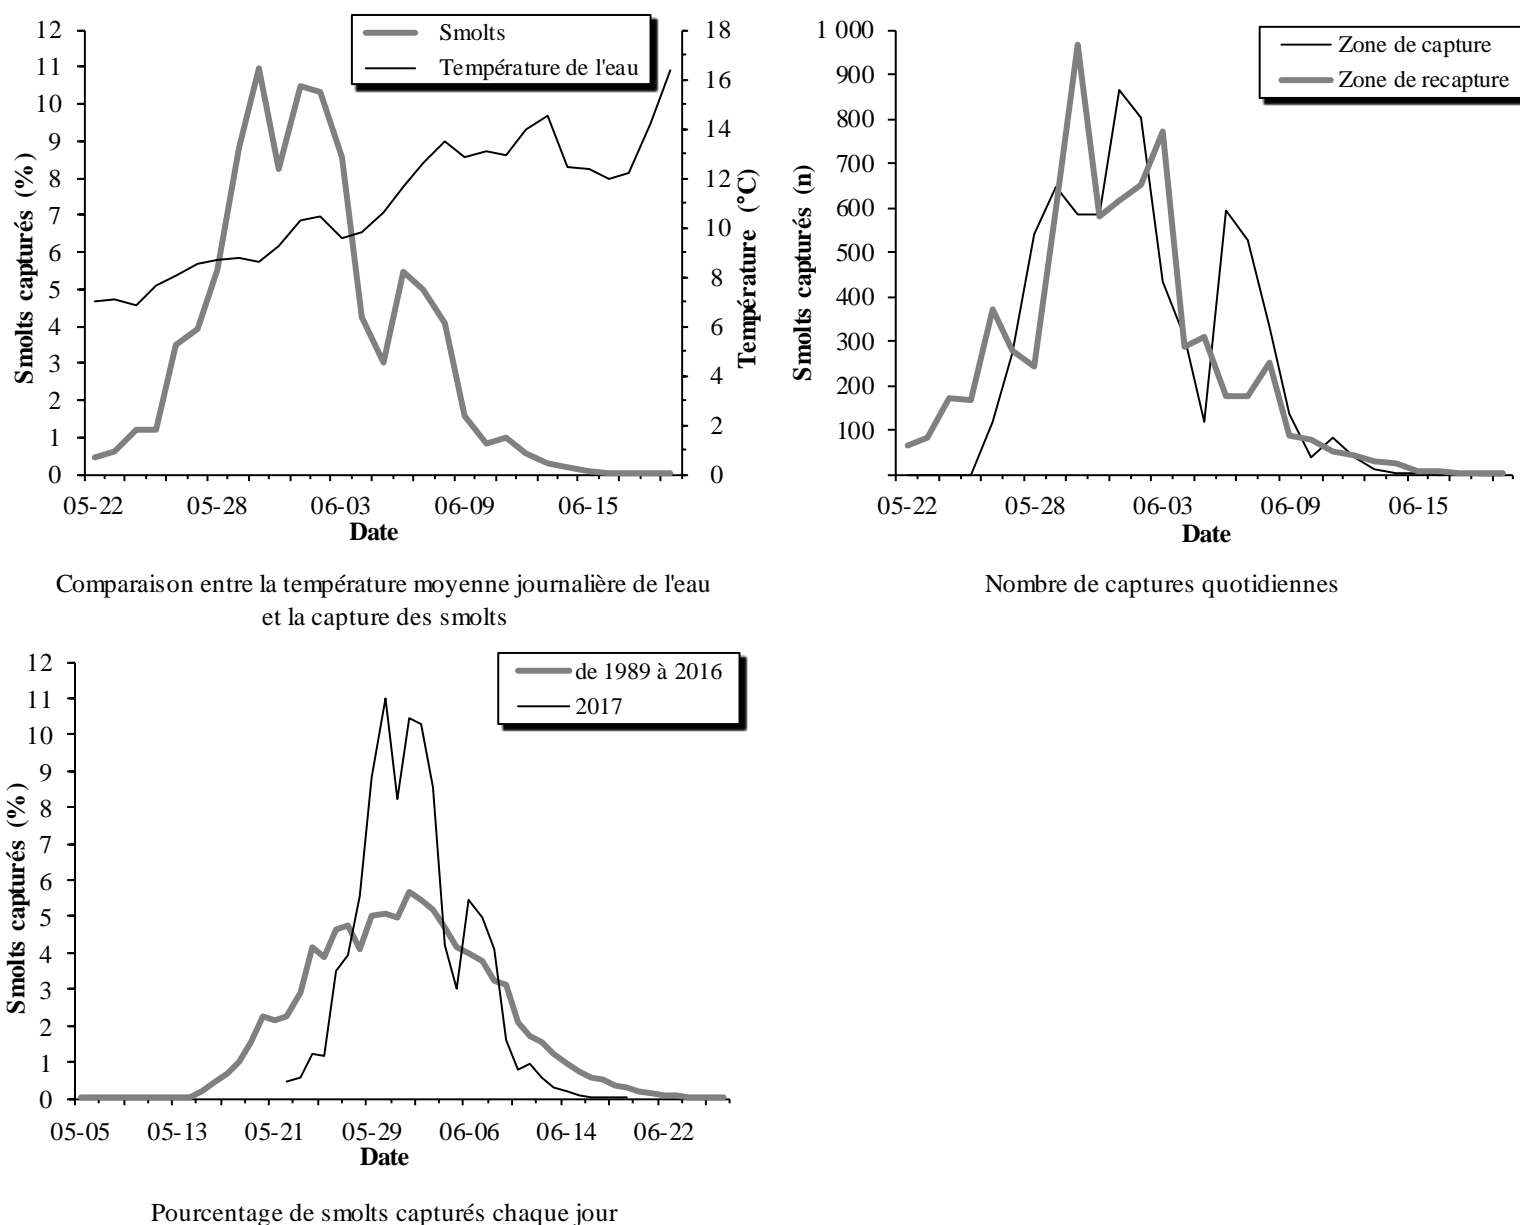 Smolts
Température de l'eau
12
11
10
9
8
7
6
5
4
3
2
1
0
18
16
14
12
10
8
6
4
2
0
Smolts capturés (%)
Température (°C)
05-22 05-28 06-03 06-09 06-15
Date
Comparaison entre la température moyenne journalière de l'eau
et la capture des smolts
Zone de capture
Zone de recapture
1 000
900
800
700
600
500
400
300
200
100
Smolts capturés (n)
05-22 05-28 06-03 06-09 06-15
Date
Nombre de captures quotidiennes
de 1989 à 2016
2017
12
11
10
9
8
7
6
5
4
3
2
1
0
Smolts capturés (%)
05-05 05-13 05-21 05-29 06-06 06-14 06-22
Date
Pourcentage de smolts capturés chaque jour